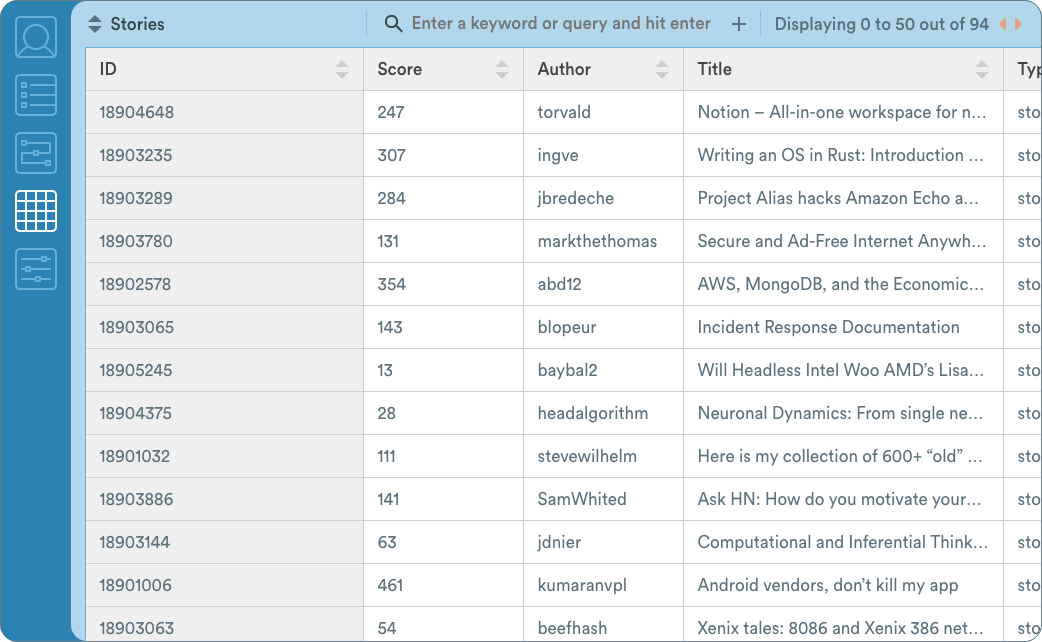 Stories Enter a keyword or query and hit enter + Displaying 0 to 50 out of 94
ID Score Author Title Typ
18904648 247 torvald Notion – All-in-one workspace for n... sto
18903235 307 ingve Writing an OS in Rust: Introduction ... sto
18903289 284 jbredeche Project Alias hacks Amazon Echo a... sto
18903780 131 markthethomas Secure and Ad-Free Internet Anywh... sto
18902578 354 abd12 AWS, MongoDB, and the Economic... sto
18903065 143 blopeur Incident Response Documentation sto
18905245 13 baybal2 Will Headless Intel Woo AMD’s Lisa... sto
18904375 28 headalgorithm Neuronal Dynamics: From single ne... sto
18901032 111 stevewilhelm Here is my collection of 600+ “old” ... sto
18903886 141 SamWhited Ask HN: How do you motivate your... sto
18903144 63 jdnier Computational and Inferential Think... sto
18901006 461 kumaranvpl Android vendors, don’t kill my app sto
18903063 54 beefhash Xenix tales: 8086 and Xenix 386 net... sto